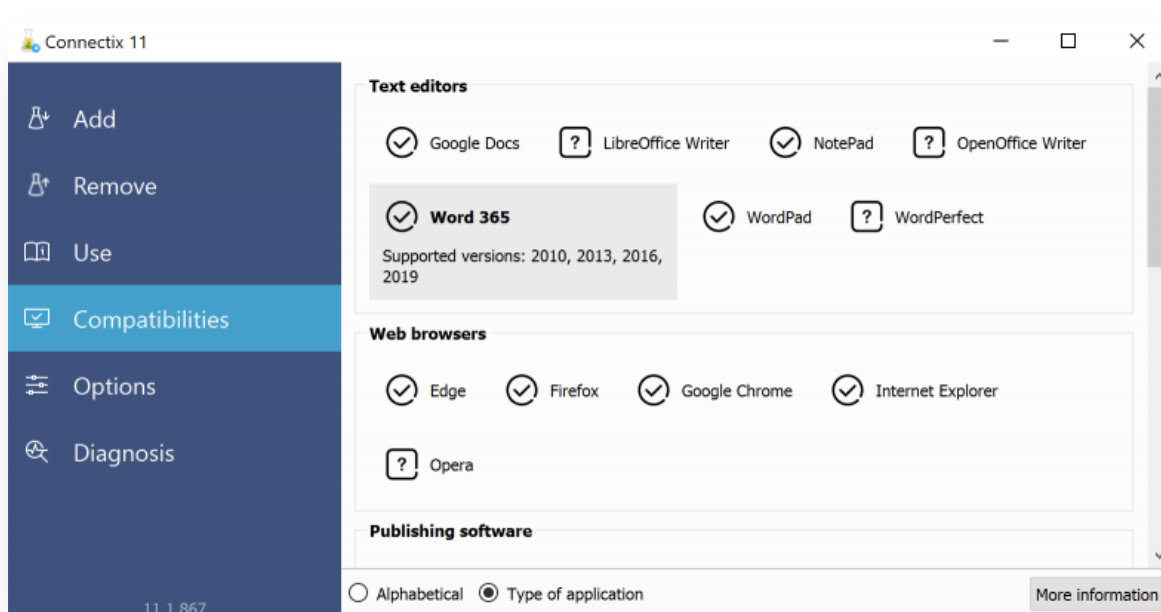 Connectix 11
Add
Remove
Use
Compatibilities
Options
Diagnosis
11.1.867
Text editors
Google Docs ? LibreOffice Writer NotePad ? OpenOffice Writer
Word 365 WordPad ? WordPerfect
Supported versions: 2010, 2013, 2016,
2019
Web browsers
Edge Firefox Google Chrome Internet Explorer
? Opera
Publishing software
Alphabetical Type of application More information